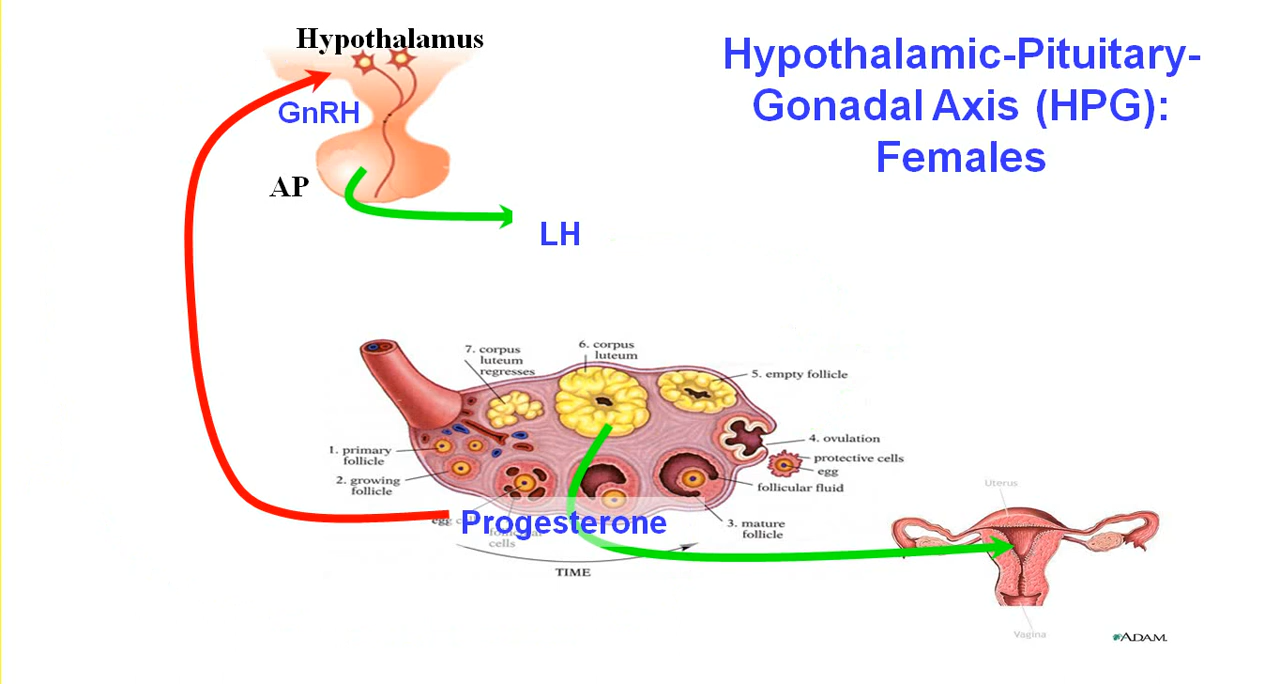 Hypothalamus
Hypothalamic-Pituitary-
Gonadal Axis (HPG):
Females
GnRH
AP
LH
7. corpus
luteum
regresses
6. corpus
luteum
5. empty follicle
4. ovulation
protective cells
egg
follicular fluid
1. primary
follicle
2. growing
follicle
3. mature
follicle
egg
Progesterone
cells
TIME
Uterus
Vagina
ADAM.